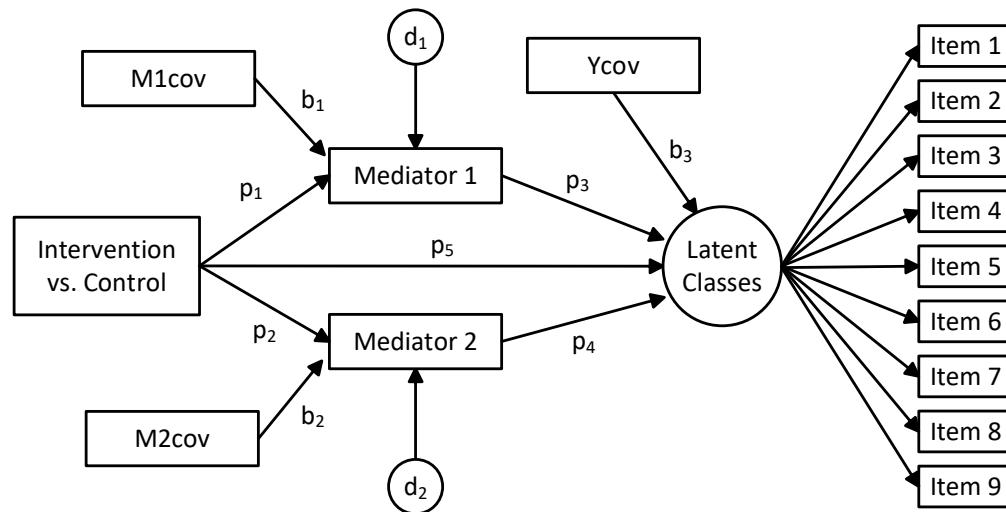 d₁
M1cov
Ycov
b₁
b₃
Mediator 1
p₁
p₃
Intervention
vs. Control
p₅
Latent
Classes
p₂
Mediator 2
p₄
M2cov
b₂
d₂
Item 1
Item 2
Item 3
Item 4
Item 5
Item 6
Item 7
Item 8
Item 9